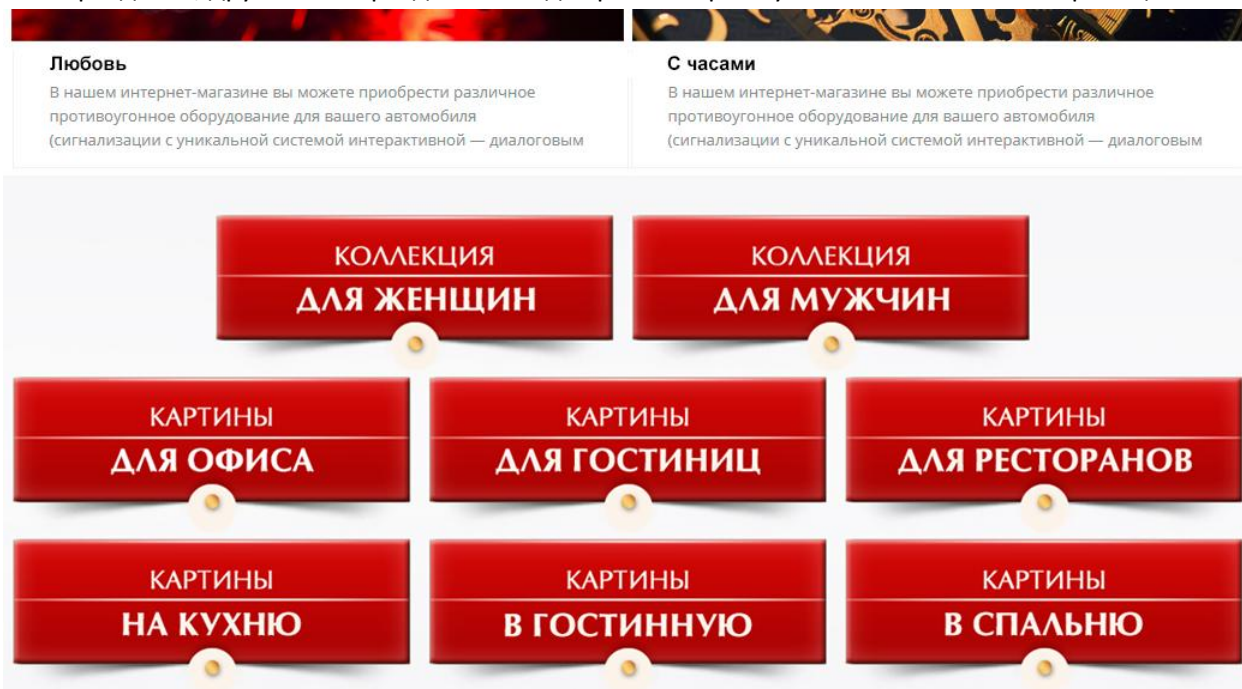 Любовь
В нашем интернет-магазине вы можете приобрести различное
противоугонное оборудование для вашего автомобиля
(сигнализации с уникальной системой интерактивной — диалоговым
С часами
В нашем интернет-магазине вы можете приобрести различное
противоугонное оборудование для вашего автомобиля
(сигнализации с уникальной системой интерактивной — диалоговым
КОЛЛЕКЦИЯ
ДЛЯ ЖЕНЩИН
КОЛЛЕКЦИЯ
ДЛЯ МУЖЧИН
КАРТИНЫ
ДЛЯ ОФИСА
КАРТИНЫ
ДЛЯ ГОСТИНИЦ
КАРТИНЫ
ДЛЯ РЕСТОРАНОВ
КАРТИНЫ
НА КУХНЮ
КАРТИНЫ
В ГОСТИННУЮ
КАРТИНЫ
В СПАЛЬНЮ